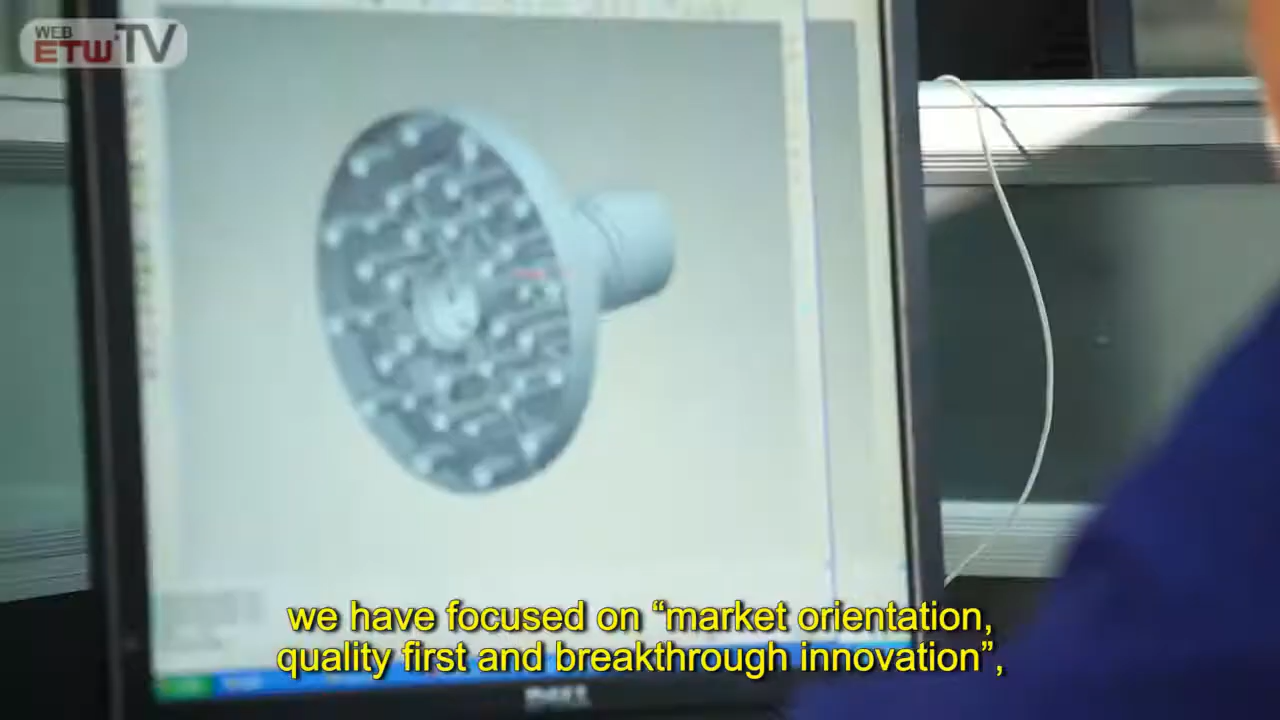 WEB
ETW.TV
we have focused on “market orientation,
quality first and breakthrough innovation”,